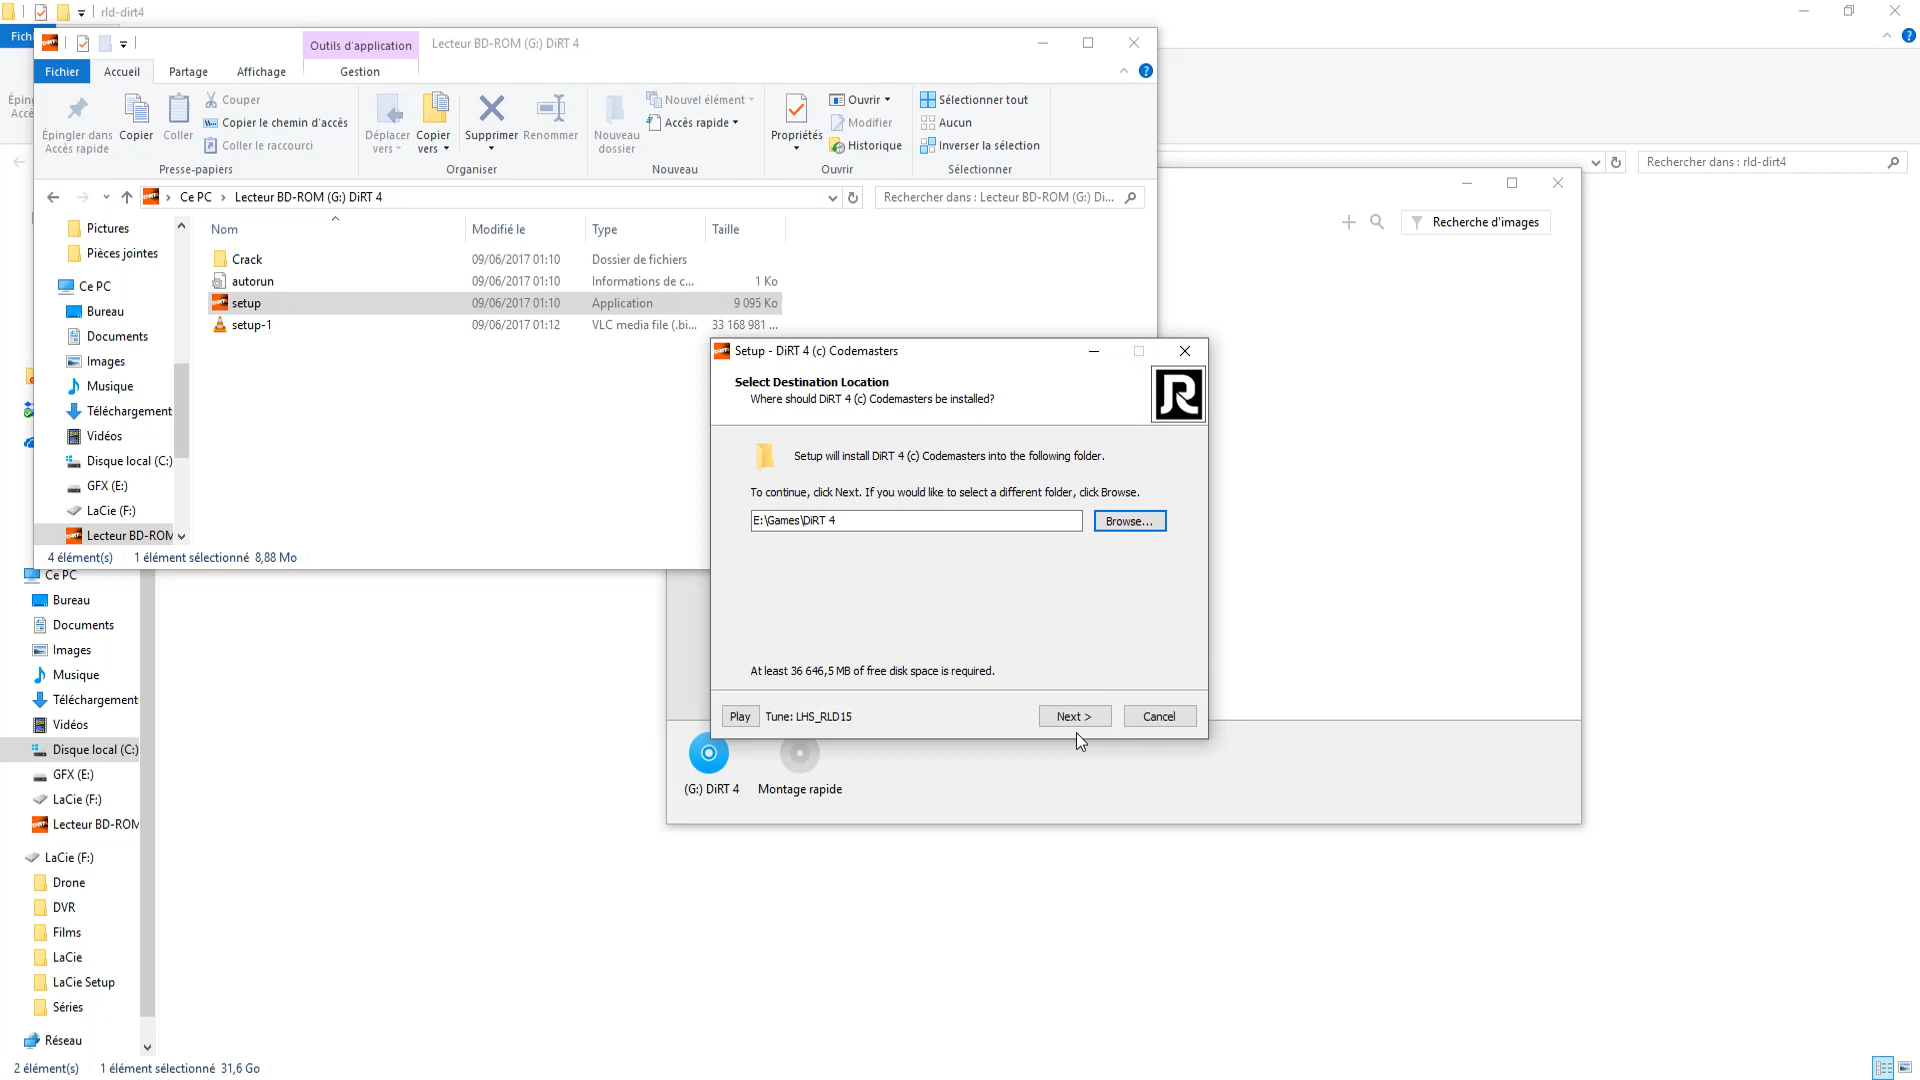 rld-dirt4
Fich
Outils d'application
Lecteur BD-ROM (G:) DiRT 4
Fichier
Accueil
Partage
Affichage
Gestion
Épingler dans
Accès rapide
Copier
Coller
Couper
Copier le chemin d'accès
Coller le raccourci
Presse-papiers
Déplacer
vers
Copier
vers
Supprimer
Renommer
Organiser
Nouveau
dossier
Nouvel élément
Accès rapide
Nouveau
Propriétés
Ouvrir
Modifier
Historique
Ouvrir
Sélectionner tout
Aucun
Inverser la sélection
Sélectionner
Éping
Accè
Ce PC
Lecteur BD-ROM (G:) DiRT 4
Rechercher dans : Lecteur BD-ROM (G:) Di...
Rechercher dans : rld-dirt4
Nom
Modifié le
Type
Taille
Crack
09/06/2017 01:10
Dossier de fichiers
autorun
09/06/2017 01:10
Informations de c...
1 Ko
setup
09/06/2017 01:10
Application
9 095 Ko
setup-1
09/06/2017 01:12
VLC media file (.bi...
33 168 981 ...
Pictures
Pièces jointes
Ce PC
Bureau
Documents
Images
Musique
Téléchargement
Vidéos
Disque local (C:)
GFX (E:)
LaCie (F:)
Lecteur BD-ROM
4 élément(s)
1 élément sélectionné 8,88 Mo
Recherche d'images
Setup - DiRT 4 (c) Codemasters
Select Destination Location
Where should DiRT 4 (c) Codemasters be installed?
R
Setup will install DiRT 4 (c) Codemasters into the following folder.
To continue, click Next. If you would like to select a different folder, click Browse.
E:\Games\DiRT 4
Browse...
At least 36 646,5 MB of free disk space is required.
Play
Tune: LHS_RLD15
Next >
Cancel
(G:) DiRT 4
Montage rapide
Ce PC
Bureau
Documents
Images
Musique
Téléchargement
Vidéos
Disque local (C:)
GFX (E:)
LaCie (F:)
Lecteur BD-ROM
LaCie (F:)
Drone
DVR
Films
LaCie
LaCie Setup
Séries
Réseau
2 élément(s)
1 élément sélectionné 31,6 Go